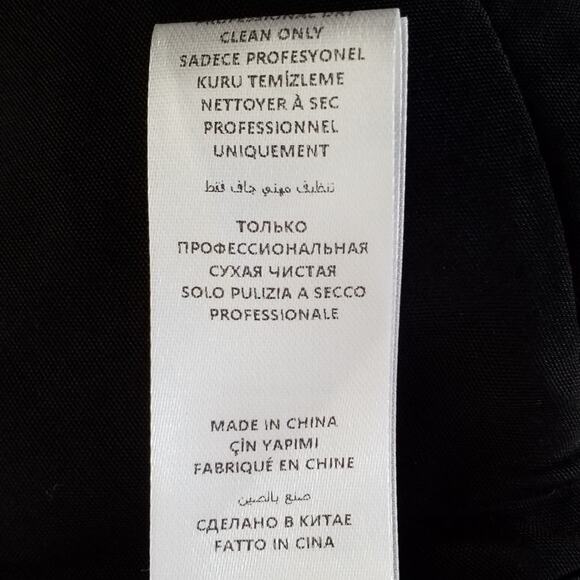 PROFESSIONAL DRY
CLEAN ONLY
SADECE PROFESYONEL
KURU TEMİZLEME
NETTOYER À SEC
PROFESSIONNEL
UNIQUEMENT
تنظيف مهني جاف فقط
ТОЛЬКО
ПРОФЕССИОНАЛЬНАЯ
СУХАЯ ЧИСТАЯ
SOLO PULIZIA A SECCO
PROFESSIONALE
MADE IN CHINA
ÇİN YAPIMI
FABRIQUÉ EN CHINE
صنع بالصين
СДЕЛАНО В КИТАЕ
FATTO IN CINA